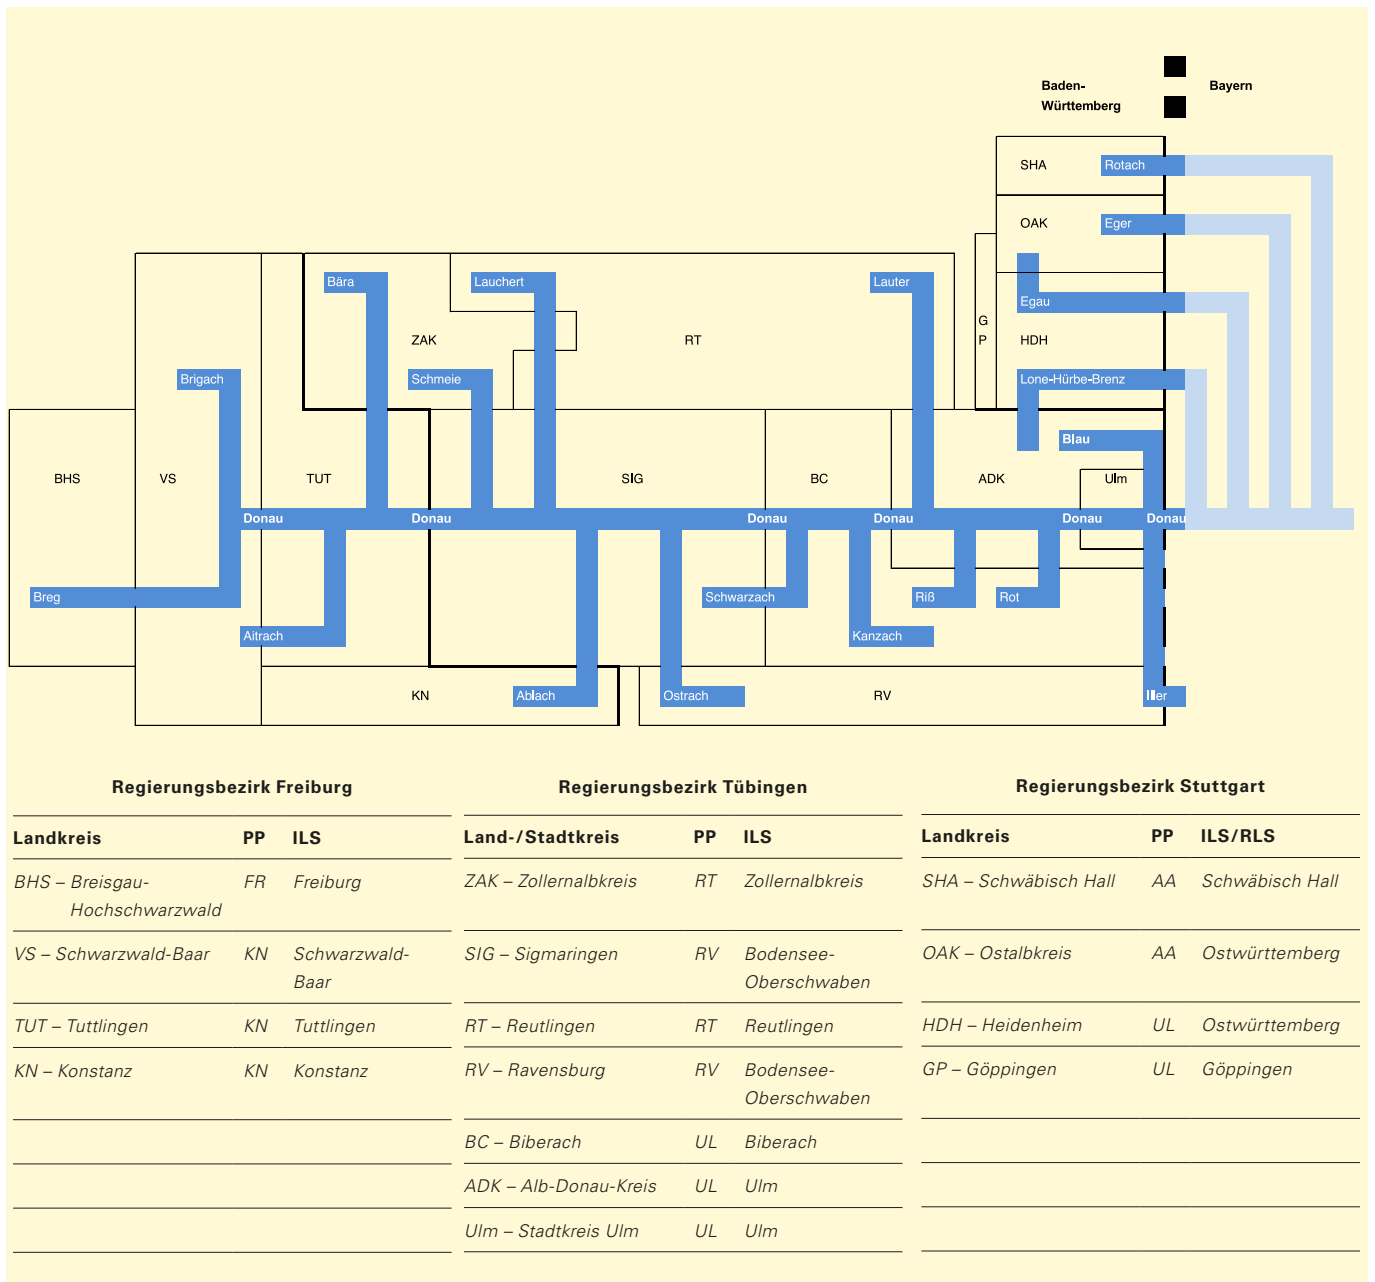 Baden-
Württemberg
Bayern
SHA
Rotach
OAK
Eger
Bära
Lauchert
Lauter
Egau
G
P
HDH
ZAK
RT
Brigach
Schmeie
Lone-Hürbe-Brenz
Blau
BHS
VS
TUT
SIG
BC
ADK
Ulm
Donau
Donau
Donau
Donau
Donau
Donau
Breg
Schwarzach
Riß
Rot
Aitrach
Kanzach
KN
Ablach
Ostrach
RV
Iller
Regierungsbezirk Freiburg
Landkreis PP ILS
BHS – Breisgau- FR Freiburg
Hochschwarzwald
VS – Schwarzwald-Baar KN Schwarzwald-
Baar
TUT – Tuttlingen KN Tuttlingen
KN – Konstanz KN Konstanz
Regierungsbezirk Tübingen
Land-/Stadtkreis PP ILS
ZAK – Zollernalbkreis RT Zollernalbkreis
SIG – Sigmaringen RV Bodensee-
Oberschwaben
RT – Reutlingen RT Reutlingen
RV – Ravensburg RV Bodensee-
Oberschwaben
BC – Biberach UL Biberach
ADK – Alb-Donau-Kreis UL Ulm
Ulm – Stadtkreis Ulm UL Ulm
Regierungsbezirk Stuttgart
Landkreis PP ILS/RLS
SHA – Schwäbisch Hall AA Schwäbisch Hall
OAK – Ostalbkreis AA Ostwürttemberg
HDH – Heidenheim UL Ostwürttemberg
GP – Göppingen UL Göppingen